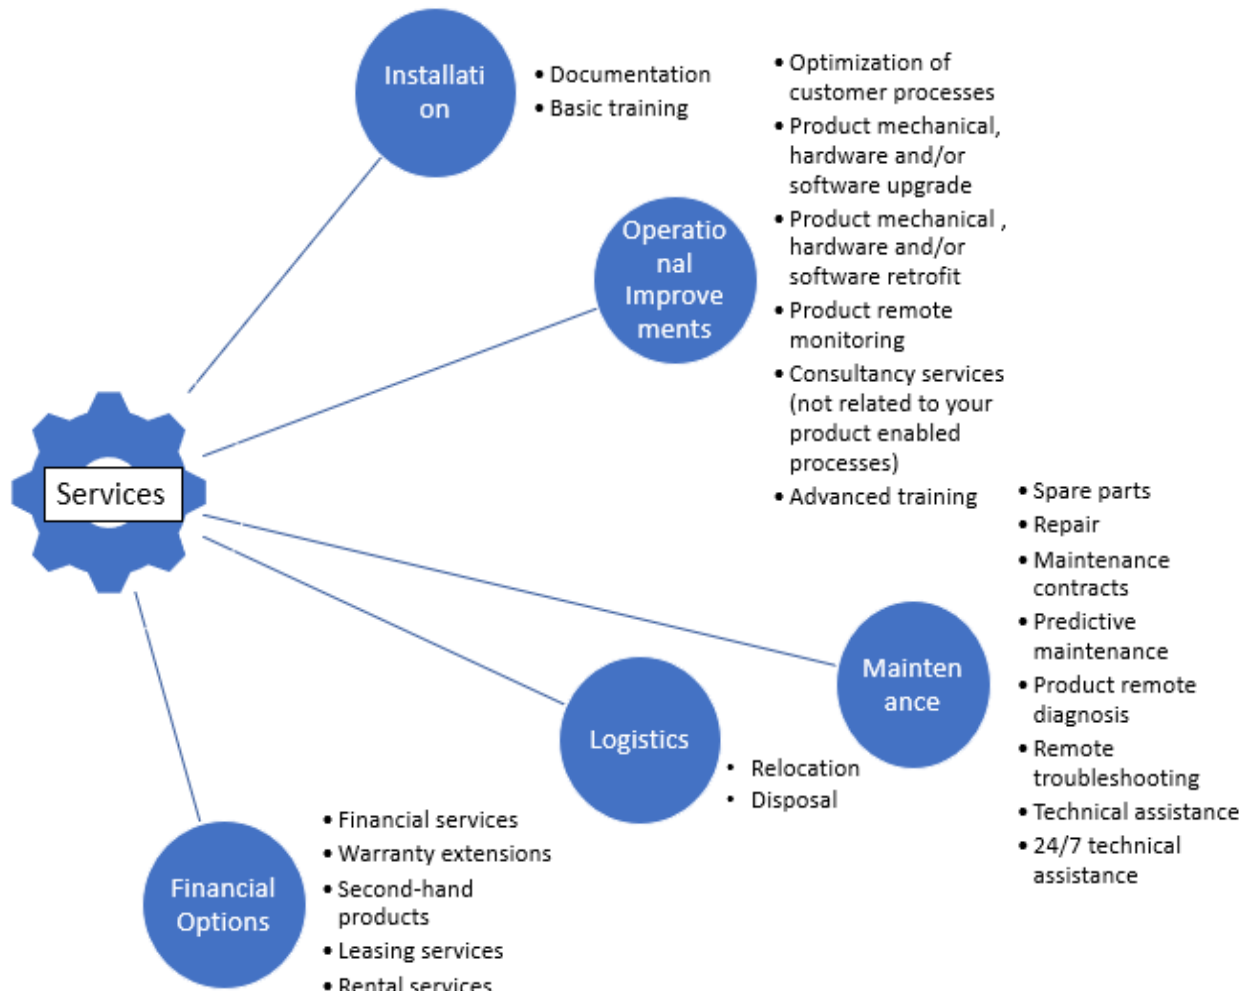 Installati
on
• Documentation
• Basic training
• Optimization of
customer processes
• Product mechanical,
hardware and/or
software upgrade
• Product mechanical ,
hardware and/or
software retrofit
• Product remote
monitoring
• Consultancy services
(not related to your
product enabled
processes)
• Advanced training
Operatio
nal
Improve
ments
Services
• Spare parts
• Repair
• Maintenance
contracts
• Predictive
maintenance
• Product remote
diagnosis
• Remote
troubleshooting
• Technical assistance
• 24/7 technical
assistance
Mainten
ance
Logistics
• Relocation
• Disposal
Financial
Options
• Financial services
• Warranty extensions
• Second-hand
products
• Leasing services
• Rental services